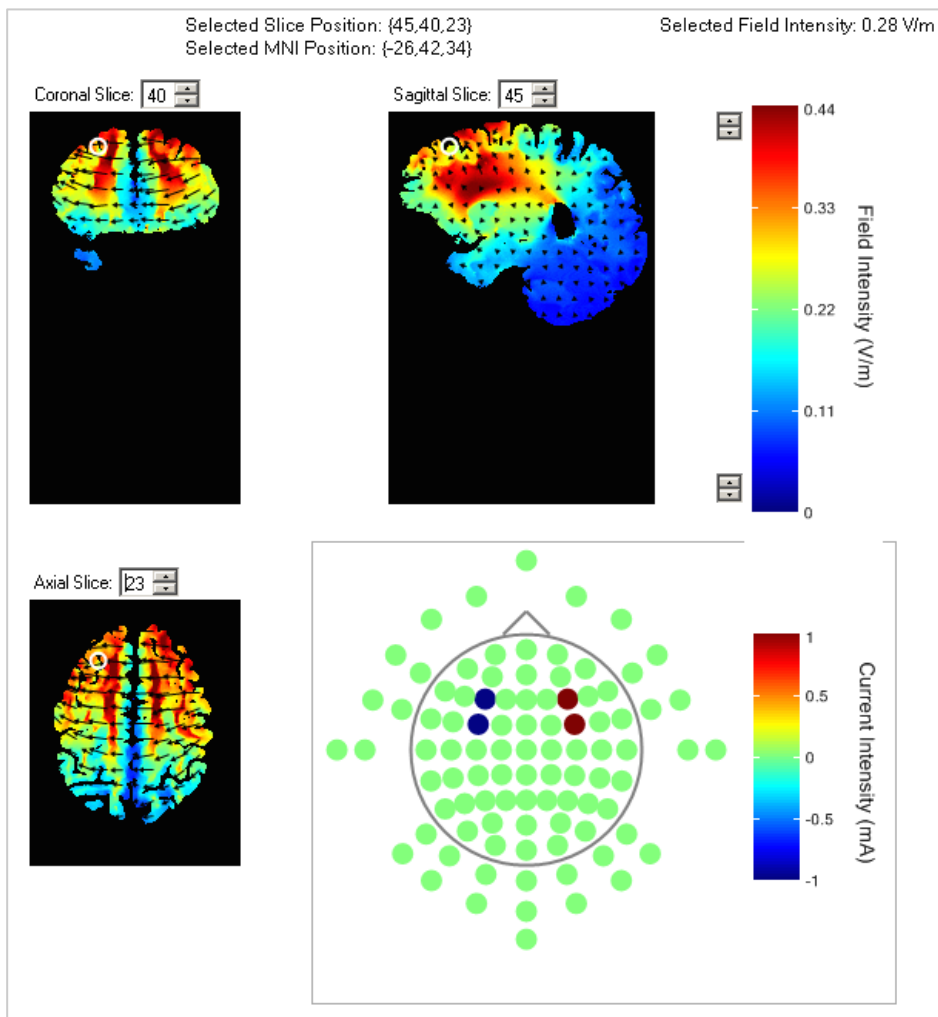 Selected Slice Position: {45,40,23}
Selected Field Intensity: 0.28 V/m
Selected MNI Position: {-26,42,34}
Coronal Slice: 40
Sagittal Slice: 45
0.44
0.33
0.22
0.11
0
Field Intensity (V/m)
Axial Slice: 23
1
0.5
0
-0.5
-1
Current Intensity (mA)